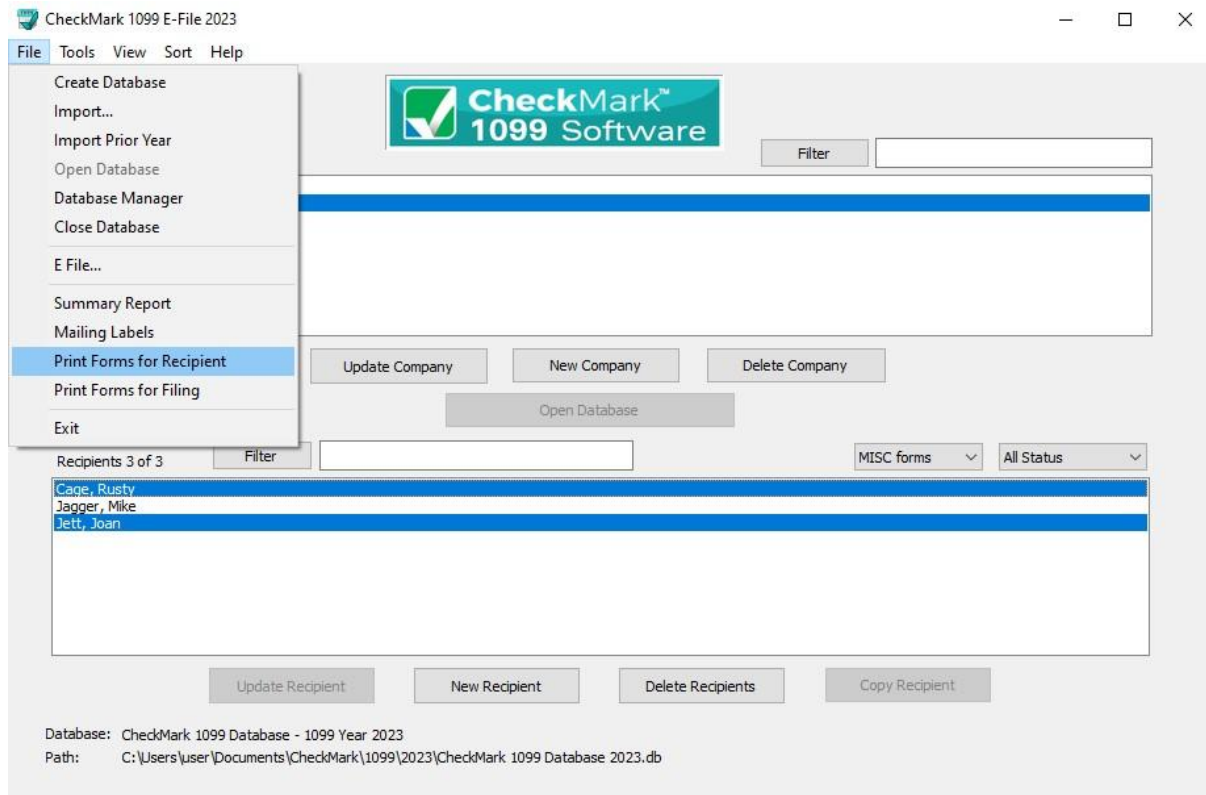 CheckMark 1099 E-File 2023
File Tools View Sort Help
Create Database
Import...
Import Prior Year
Open Database
Database Manager
Close Database
E File...
Summary Report
Mailing Labels
Print Forms for Recipient
Print Forms for Filing
Exit
CheckMark™
1099 Software
Filter
Update Company New Company Delete Company
Open Database
Recipients 3 of 3 Filter MISC forms All Status
Cage, Rusty
Jagger, Mike
Jett, Joan
Update Recipient New Recipient Delete Recipients Copy Recipient
Database: CheckMark 1099 Database - 1099 Year 2023
Path: C:\Users\user\Documents\CheckMark\1099\2023\CheckMark 1099 Database 2023.db